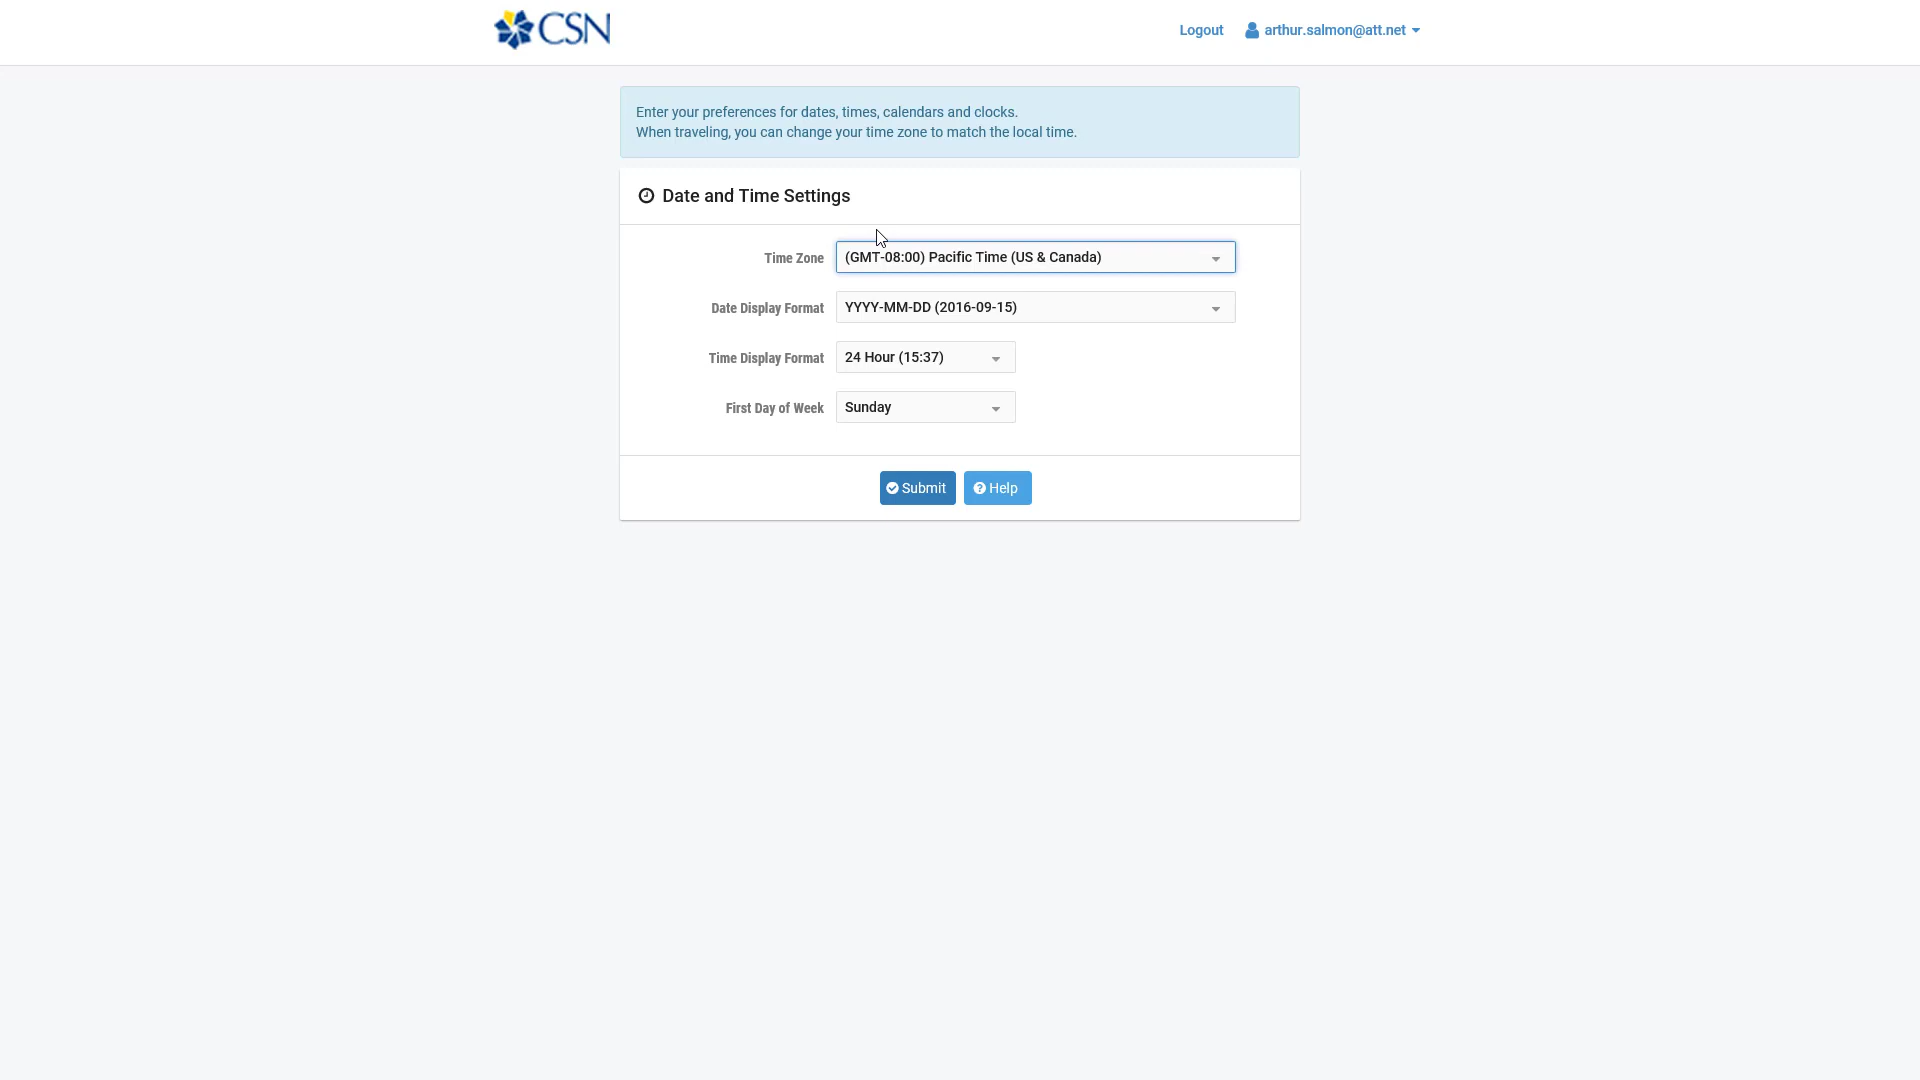 CSN
Logout
arthur.salmon@att.net
Enter your preferences for dates, times, calendars and clocks.
When traveling, you can change your time zone to match the local time.
Date and Time Settings
Time Zone (GMT-08:00) Pacific Time (US & Canada)
Date Display Format YYYY-MM-DD (2016-09-15)
Time Display Format 24 Hour (15:37)
First Day of Week Sunday
Submit Help